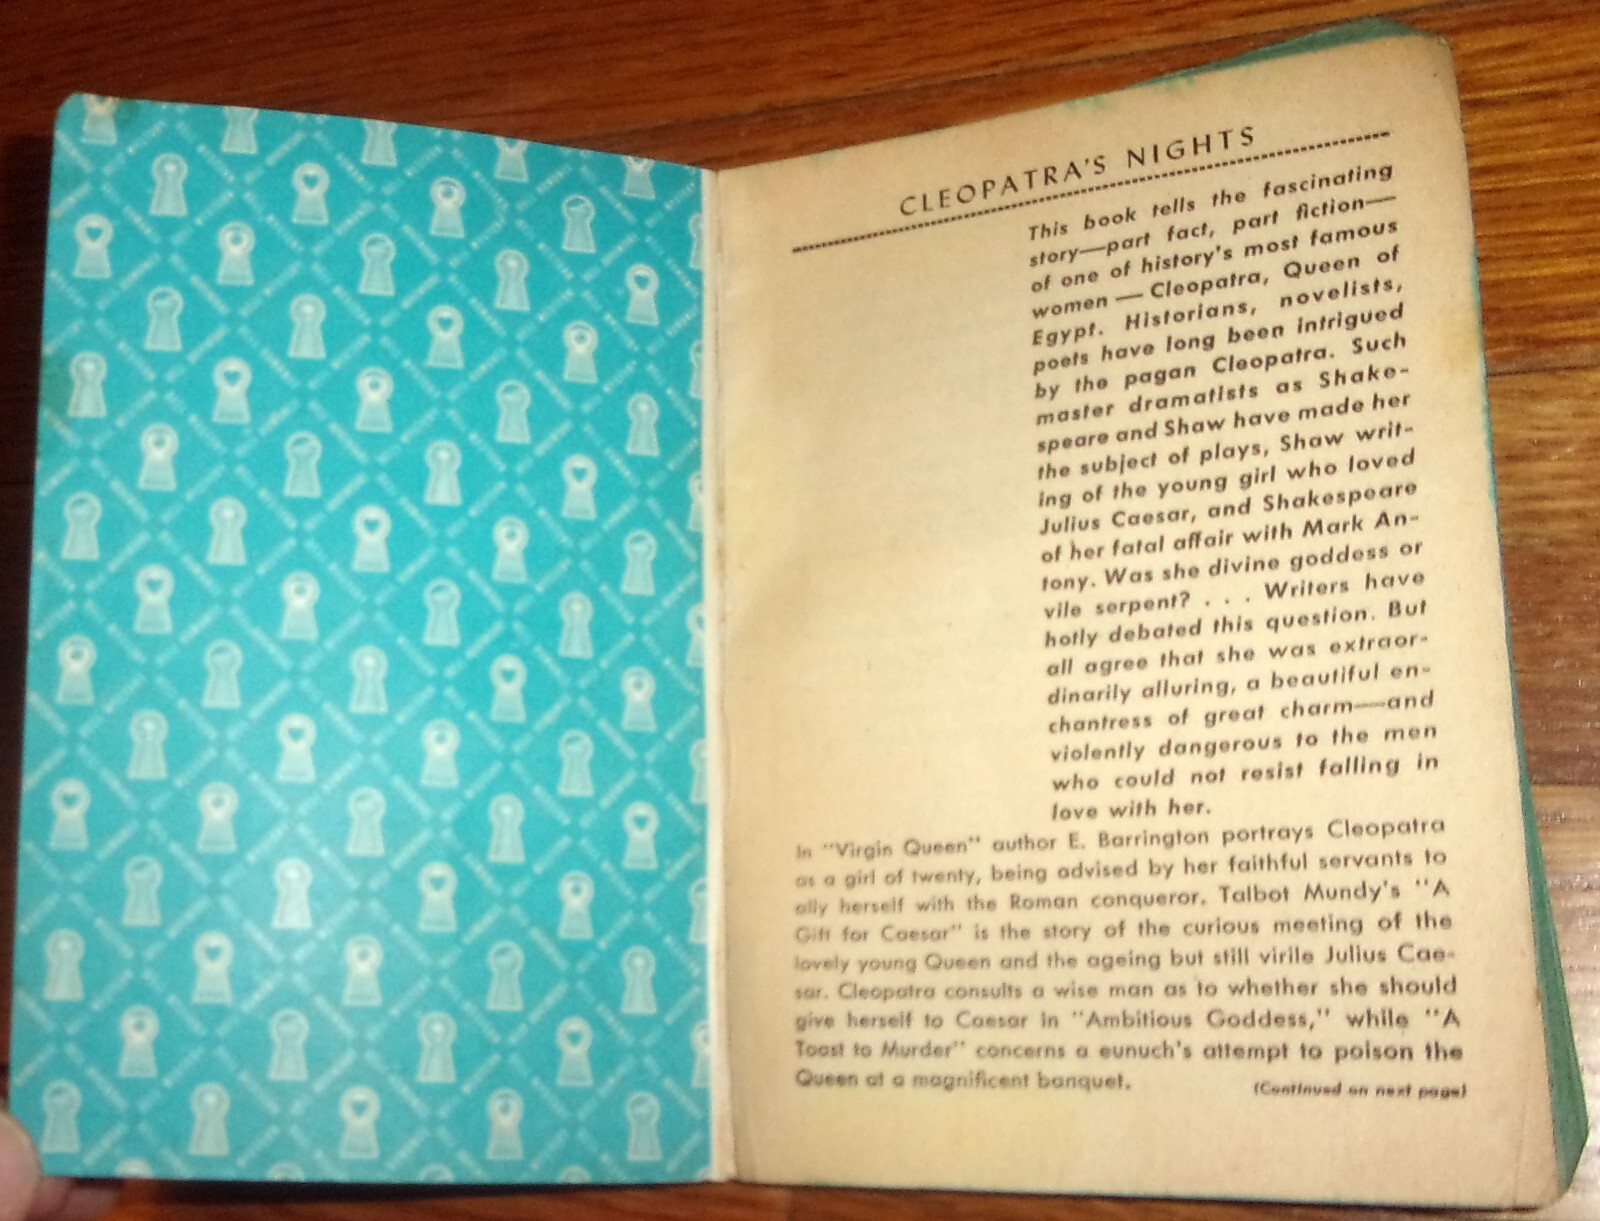 CLEOPATRA'S NIGHTS
This book tells the fascinating
story—part fact, part fiction—
of one of history's most famous
women — Cleopatra, Queen of
Egypt. Historians, novelists,
poets have long been intrigued
by the pagan Cleopatra. Such
master dramatists as Shake-
speare and Shaw have made her
the subject of plays, Shaw writ-
ing of the young girl who loved
Julius Caesar, and Shakespeare
of her fatal affair with Mark An-
tony. Was she divine goddess or
vile serpent? . . . Writers have
hotly debated this question. But
all agree that she was extraor-
dinarily alluring, a beautiful en-
chantress of great charm—and
violently dangerous to the men
who could not resist falling in
love with her.
In "Virgin Queen" author E. Barrington portrays Cleopatra
as a girl of twenty, being advised by her faithful servants to
ally herself with the Roman conqueror. Talbot Mundy's "A
Gift for Caesar" is the story of the curious meeting of the
lovely young Queen and the ageing but still virile Julius Cae-
sar. Cleopatra consults a wise man as to whether she should
give herself to Caesar in "Ambitious Goddess," while "A
Toast to Murder" concerns a eunuch's attempt to poison the
Queen at a magnificent banquet.
(Continued on next page)